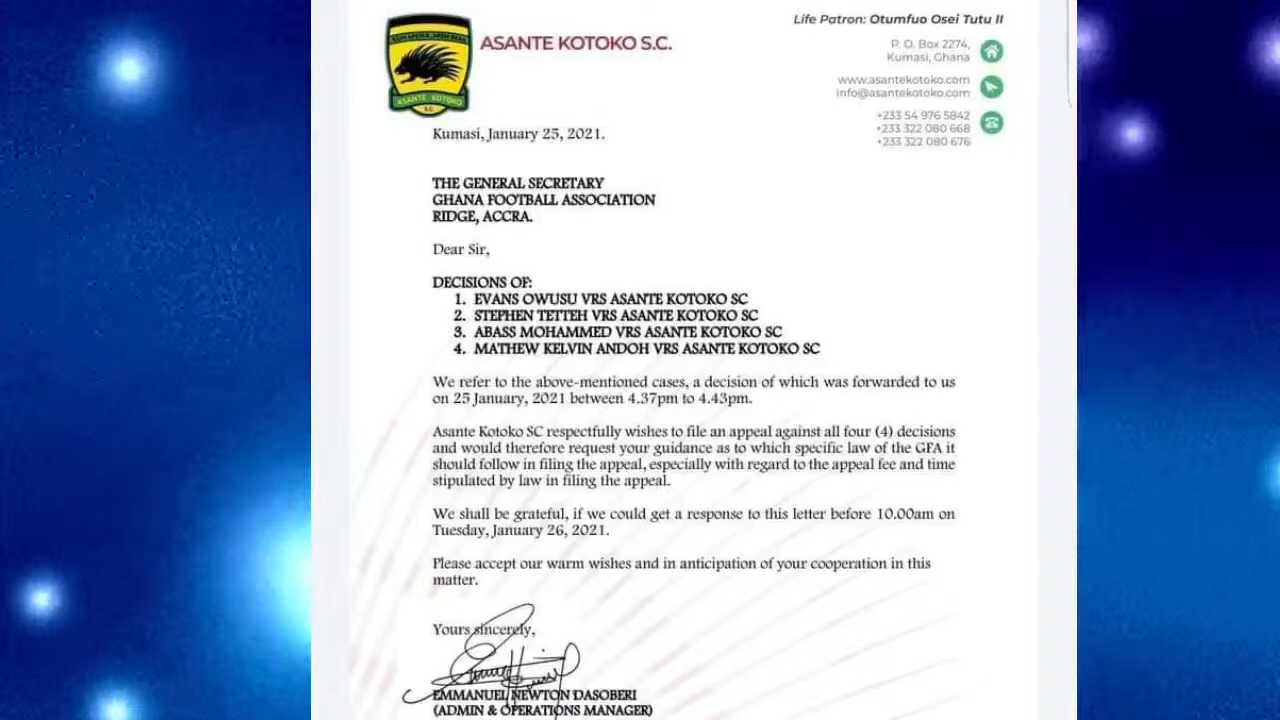 ASANTE KOTOKO S.C.
Life Patron: Otumfuo Osei Tutu II
P. O. Box 2274,
Kumasi, Ghana
www.asantekotoko.com
info@asantekotoko.com
+233 54 976 5842
+233 322 080 668
+233 322 080 676
ASANTE KOTOKO
S.C
Kumasi, January 25, 2021.
THE GENERAL SECRETARY
GHANA FOOTBALL ASSOCIATION
RIDGE, ACCRA.
Dear Sir,
DECISIONS OF:
1. EVANS OWUSU VRS ASANTE KOTOKO SC
2. STEPHEN TETTEH VRS ASANTE KOTOKO SC
3. ABASS MOHAMMED VRS ASANTE KOTOKO SC
4. MATHEW KELVIN ANDOH VRS ASANTE KOTOKO SC
We refer to the above-mentioned cases, a decision of which was forwarded to us
on 25 January, 2021 between 4.37pm to 4.43pm.
Asante Kotoko SC respectfully wishes to file an appeal against all four (4) decisions
and would therefore request your guidance as to which specific law of the GFA it
should follow in filing the appeal, especially with regard to the appeal fee and time
stipulated by law in filing the appeal.
We shall be grateful, if we could get a response to this letter before 10.00am on
Tuesday, January 26, 2021.
Please accept our warm wishes and in anticipation of your cooperation in this
matter.
Yours sincerely,
EMMANUEL NEWTON DASOBERI
(ADMIN & OPERATIONS MANAGER)